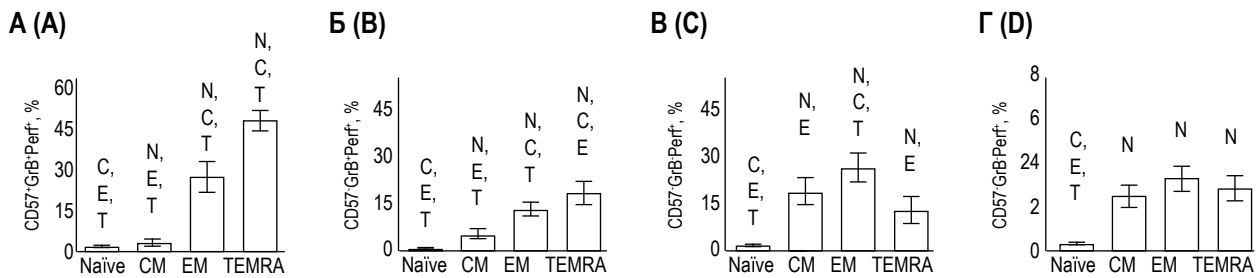 А (A)
CD57⁺GrB⁺Perf⁺, %
60
45
30
15
0
C,
E,
T
N,
E,
T
N,
C,
T
N,
C,
T
Naïve CM EM TEMRA
Б (B)
CD57⁻GrB⁺Perf⁺, %
45
30
15
0
C,
E,
T
N,
E,
T
N,
C,
T
N,
C,
E
Naïve CM EM TEMRA
В (C)
CD57⁻GrB⁻Perf⁺, %
45
30
15
0
C,
E,
T
N,
E
N,
C,
T
N,
E
Naïve CM EM TEMRA
Г (D)
CD57⁻GrB⁻Perf⁺, %
8
6
24
2
0
C,
E,
T
N
N
N
Naïve CM EM TEMRA